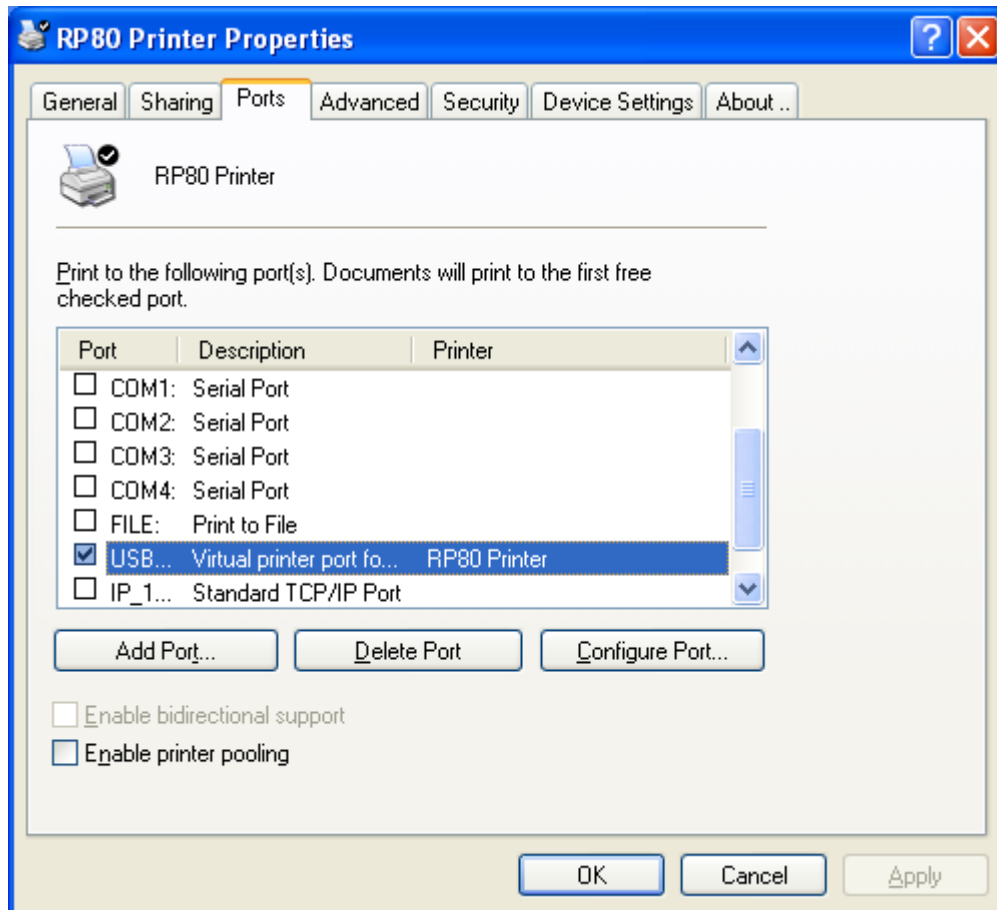 RP80 Printer Properties
General Sharing Ports Advanced Security Device Settings About ..
RP80 Printer
Print to the following port(s). Documents will print to the first free
checked port.
Port Description Printer
COM1: Serial Port
COM2: Serial Port
COM3: Serial Port
COM4: Serial Port
FILE: Print to File
USB... Virtual printer port fo... RP80 Printer
IP_1... Standard TCP/IP Port
Add Port... Delete Port Configure Port...
Enable bidirectional support
Enable printer pooling
OK Cancel Apply